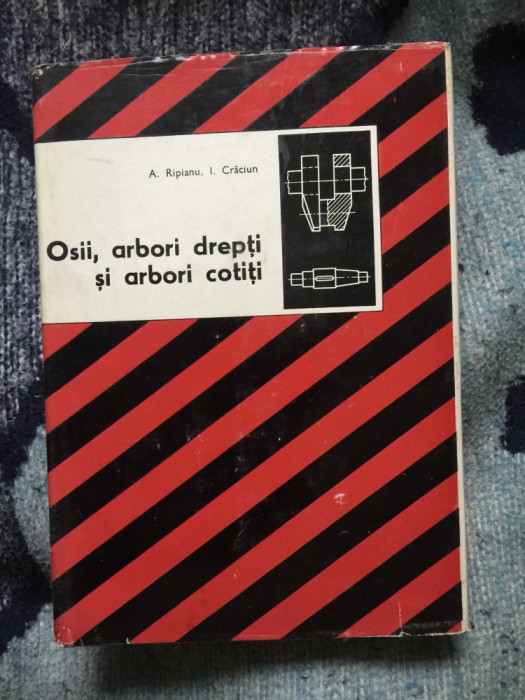 A. Ripianu, I. Crăciun
Osii, arbori drepți
și arbori cotiți